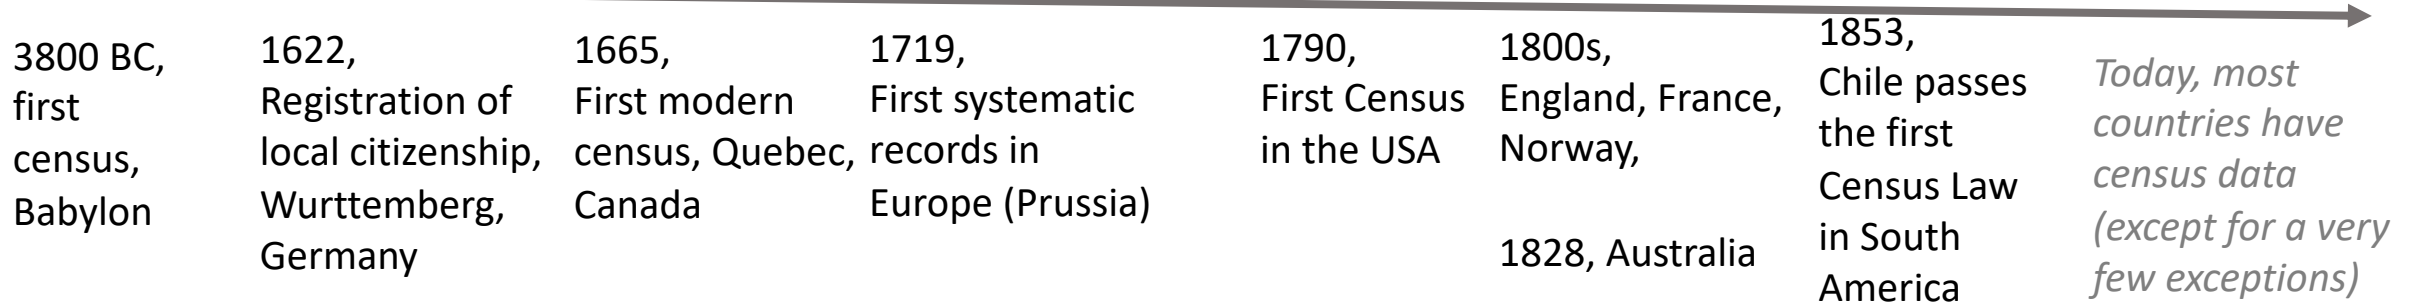 3800 BC,
first
census,
Babylon
1622,
Registration of
local citizenship,
Wurttemberg,
Germany
1665,
First modern
census, Quebec,
Canada
1719,
First systematic
records in
Europe (Prussia)
1790,
First Census
in the USA
1800s,
England, France,
Norway,
1828, Australia
1853,
Chile passes
the first
Census Law
in South
America
Today, most
countries have
census data
(except for a very
few exceptions)